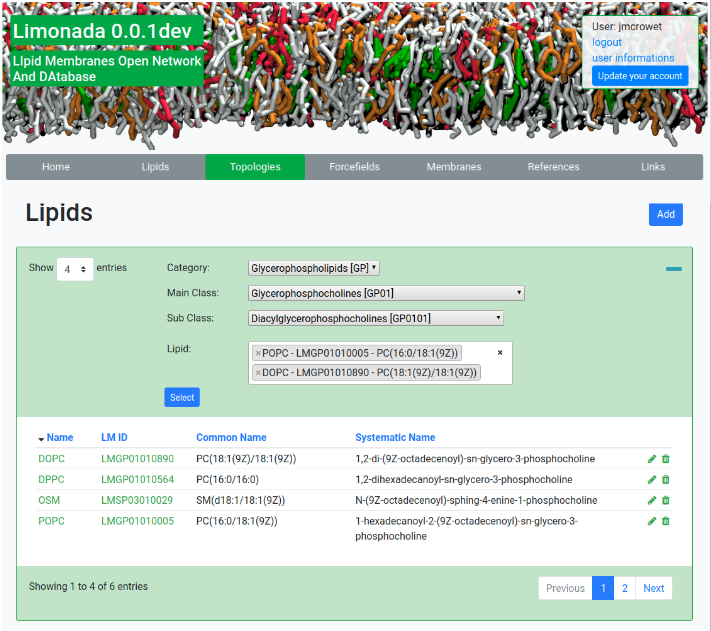 Limonada 0.0.1dev
LIpid Membranes Open Network
And DAtabase
User: jmcrowet
logout
user informations
Update your account
Home Lipids Topologies Forcefields Membranes References Links
Lipids
Add
Show 4 entries
Category: Glycerophospholipids [GP]
Main Class: Glycerophosphocholines [GP01]
Sub Class: Diacylglycerophosphocholines [GP0101]
Lipid: ×POPC - LMGP01010005 - PC(16:0/18:1(9Z)) ×
×DOPC - LMGP01010890 - PC(18:1(9Z)/18:1(9Z))
Select
Name LM ID Common Name Systematic Name
DOPC LMGP01010890 PC(18:1(9Z)/18:1(9Z)) 1,2-di-(9Z-octadecenoyl)-sn-glycero-3-phosphocholine
DPPC LMGP01010564 PC(16:0/16:0) 1,2-dihexadecanoyl-sn-glycero-3-phosphocholine
OSM LMSP03010029 SM(d18:1/18:1(9Z)) N-(9Z-octadecenoyl)-sphing-4-enine-1-phosphocholine
POPC LMGP01010005 PC(16:0/18:1(9Z)) 1-hexadecanoyl-2-(9Z-octadecenoyl)-sn-glycero-3-
phosphocholine
Showing 1 to 4 of 6 entries
Previous 1 2 Next